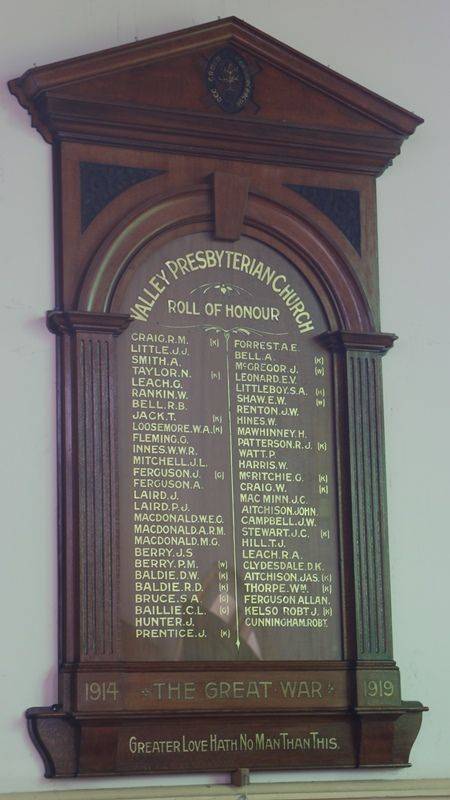 VALLEY PRESBYTERIAN CHURCH
ROLL OF HONOUR
CRAIG.R.M. (K)
LITTLE.J.J.
SMITH.A.
TAYLOR.N. (K)
LEACH.G.
RANKIN.W.
BELL.R.B.
JACK.T. (K)
LOOSEMORE.W.A. (K)
FLEMING.G.
INNES.W.W.R.
MITCHELL.J.L.
FERGUSON.J. (G)
FERGUSON.A.
LAIRD.J.
LAIRD.P.J.
MACDONALD.W.E.G.
MACDONALD.A.R.M.
MACDONALD.M.G.
BERRY.J.S
BERRY.P.M. (W)
BALDIE.D.W. (K)
BALDIE.R.D. (K)
BRUCE.S.A. (G)
BAILLIE.C.L. (G)
HUNTER.J.
PRENTICE.J. (K)
FORREST.A.E.
BELL.A. (K)
MCGREGOR.J. (W)
LEONARD.E.V.
LITTLEBOY.S.A. (K)
SHAW.E.W. (W)
RENTON.J.W.
HINES.W.
MAWHINNEY.H.
PATTERSON.R.J. (K)
WATT.P.
HARRIS.W.
MCRITCHIE.G. (K)
CRAIG.W. (K)
MAC MINN.J.C.
AITCHISON.JOHN.
CAMPBELL.J.W.
STEWART.J.C. (K)
HILL.T.J.
LEACH.R.A.
CLYDESDALE.D.K.
AITCHISON.JAS. (K)
THORPE.WM. (K)
FERGUSON ALLAN.
KELSO ROBT J. (K)
CUNNINGHAM.ROBT.
1914 THE GREAT WAR 1919
GREATER LOVE HATH NO MAN THAN THIS.